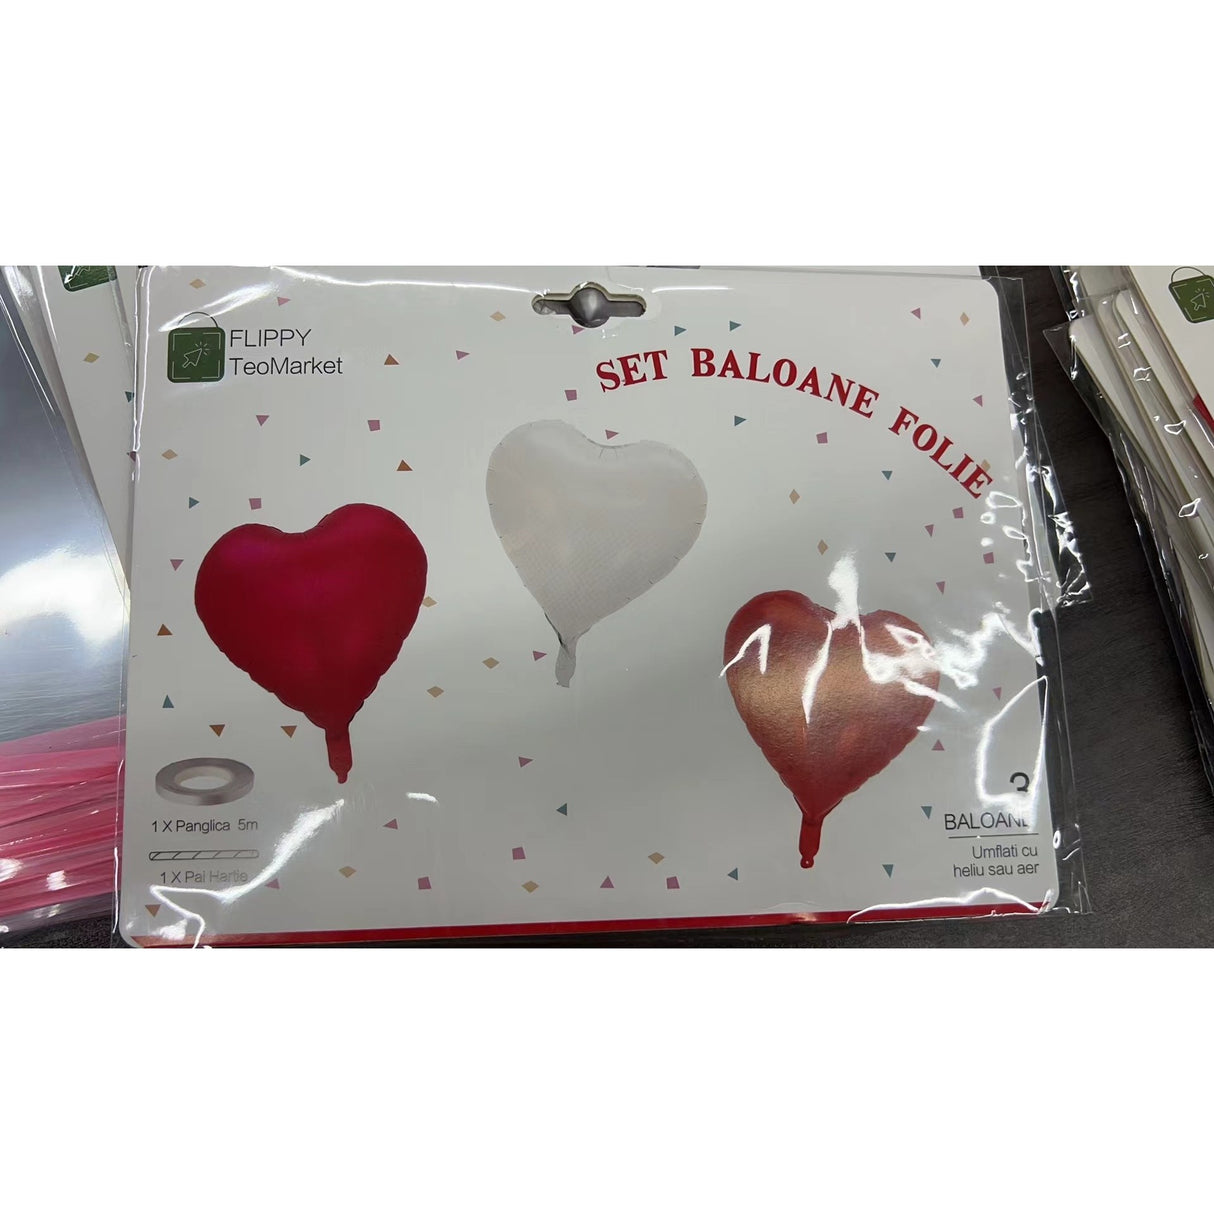 FLIPPY
TeoMarket
SET BALOANE FOLIE
1 X Panglica 5m
1 X Pai Hartie
3
BALOANE
Umflati cu
heliu sau aer